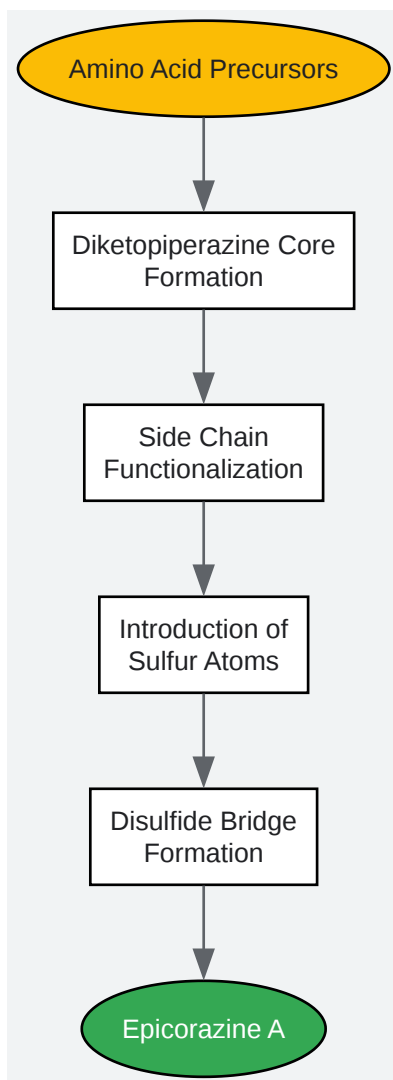 Amino Acid Precursors
Diketopiperazine Core
Formation
Side Chain
Functionalization
Introduction of
Sulfur Atoms
Disulfide Bridge
Formation
Epicorazine A